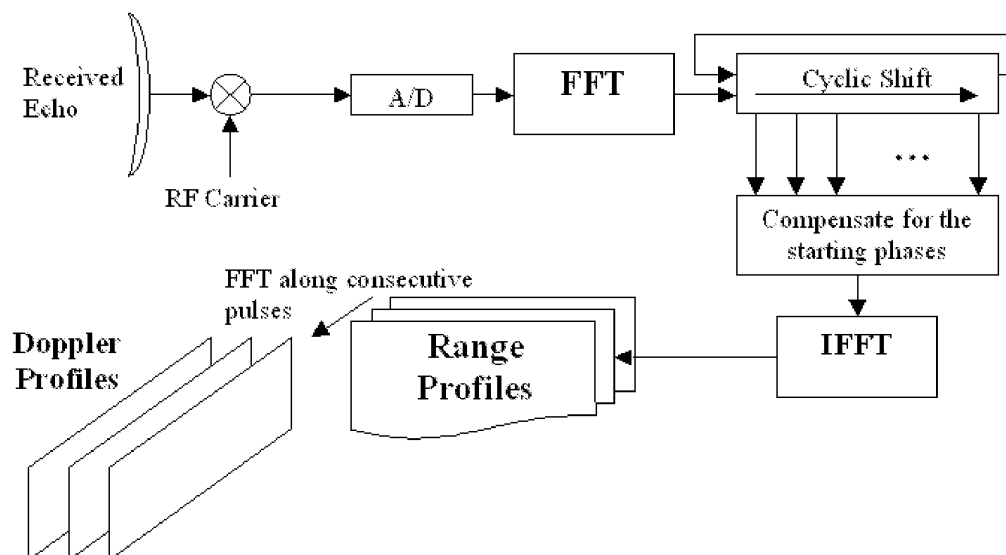 Received
Echo
A/D
FFT
Cyclic Shift
...
RF Carrier
Compensate for the
starting phases
FFT along consecutive
pulses
Doppler
Profiles
Range
Profiles
IFFT